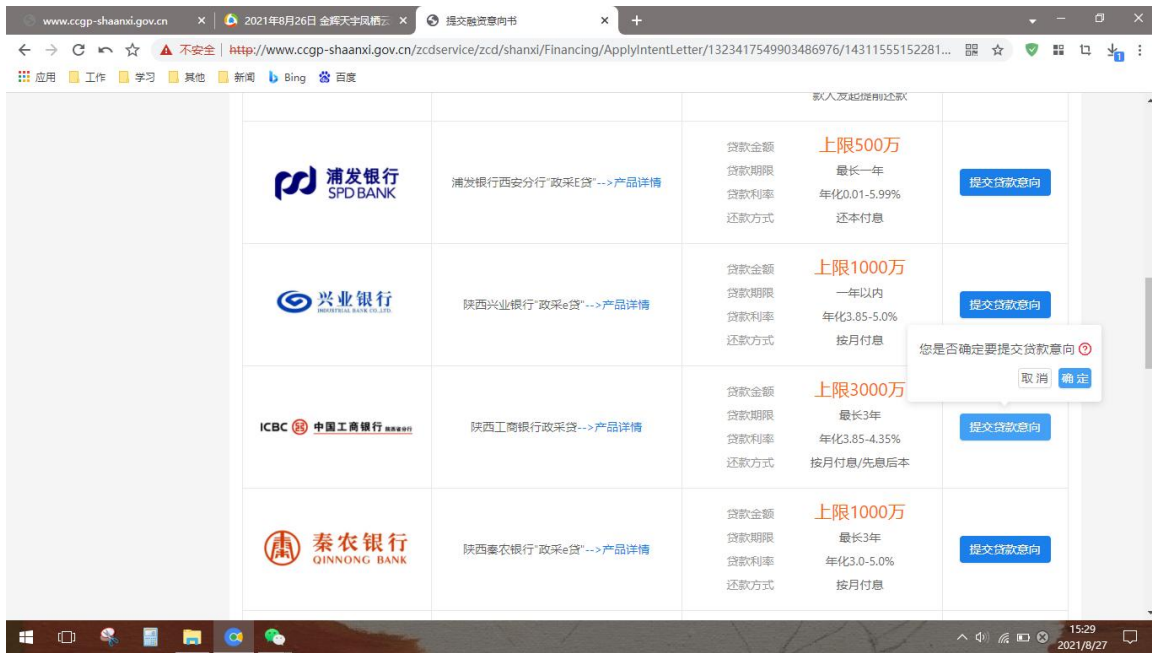 www.ccgp-shaanxi.gov.cn
2021年8月26日 金辉天宇凤栖云
提交融资意向书
不安全 http://www.ccgp-shaanxi.gov.cn/zcdservice/zcd/shanxi/Financing/ApplyIntentLetter/1323417549903486976/14311555152281...
应用 工作 学习 其他 新闻 Bing 百度
款人发起提前还款
浦发银行
SPD BANK
浦发银行西安分行"政采E贷"-->产品详情
贷款金额 上限500万
贷款期限 最长一年
贷款利率 年化0.01-5.99%
还款方式 还本付息
提交贷款意向
兴业银行
INDUSTRIAL BANK CO.,LTD.
陕西兴业银行"政采e贷"-->产品详情
贷款金额 上限1000万
贷款期限 一年以内
贷款利率 年化3.85-5.0%
还款方式 按月付息
提交贷款意向
您是否确定要提交贷款意向
取 消 确 定
ICBC 中国工商银行 陕西省分行
陕西工商银行政采贷-->产品详情
贷款金额 上限3000万
贷款期限 最长3年
贷款利率 年化3.85-4.35%
还款方式 按月付息/先息后本
提交贷款意向
秦农银行
QINNONG BANK
陕西秦农银行"政采e贷"-->产品详情
贷款金额 上限1000万
贷款期限 最长3年
贷款利率 年化3.0-5.0%
还款方式 按月付息
提交贷款意向
15:29
2021/8/27